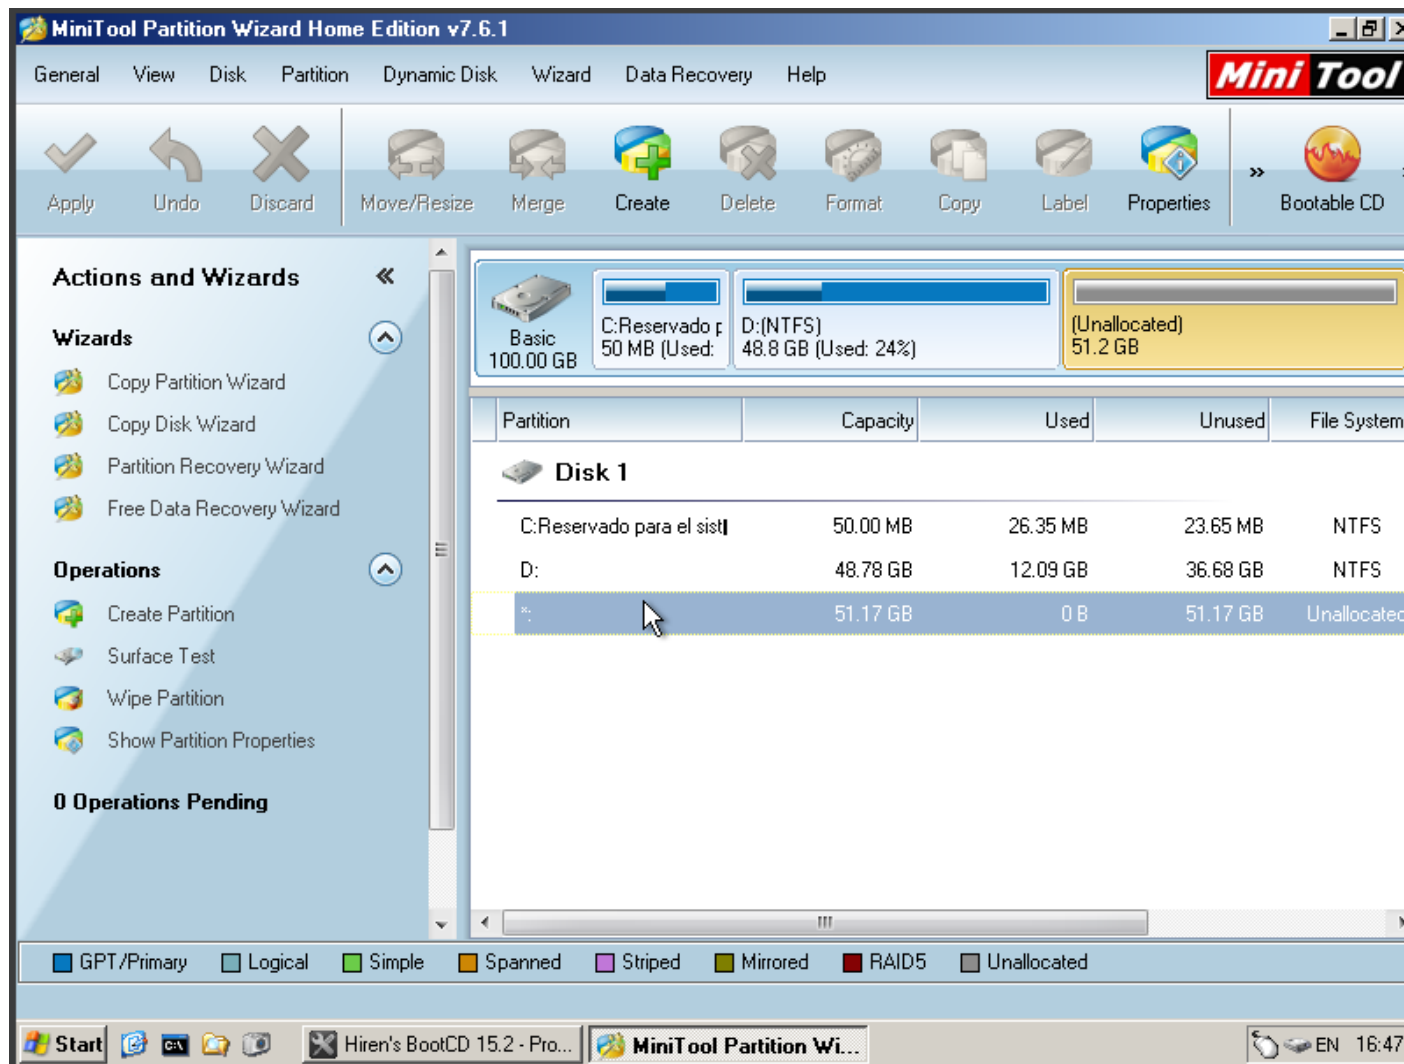 MiniTool Partition Wizard Home Edition v7.6.1
General View Disk Partition Dynamic Disk Wizard Data Recovery Help
Mini Tool
Apply Undo Discard Move/Resize Merge Create Delete Format Copy Label Properties » Bootable CD
Actions and Wizards
Wizards
Copy Partition Wizard
Copy Disk Wizard
Partition Recovery Wizard
Free Data Recovery Wizard
Operations
Create Partition
Surface Test
Wipe Partition
Show Partition Properties
0 Operations Pending
Basic
100.00 GB
C:Reservado p
50 MB (Used:
D:(NTFS)
48.8 GB (Used: 24%)
(Unallocated)
51.2 GB
Partition Capacity Used Unused File System
Disk 1
C:Reservado para el sist 50.00 MB 26.35 MB 23.65 MB NTFS
D: 48.78 GB 12.09 GB 36.68 GB NTFS
*: 51.17 GB 0 B 51.17 GB Unallocated
GPT/Primary Logical Simple Spanned Striped Mirrored RAID5 Unallocated
Start Hiren's BootCD 15.2 - Pro... MiniTool Partition Wi... EN 16:47